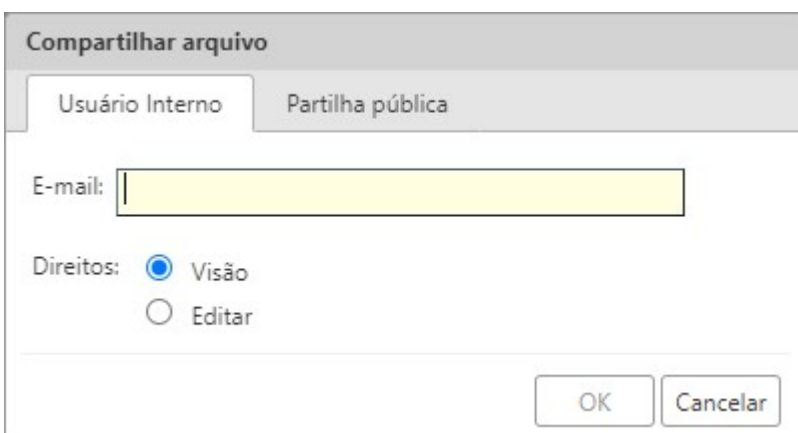 Compartilhar arquivo
Usuário Interno Partilha pública
E-mail:
Direitos: Visão
Editar
OK Cancelar